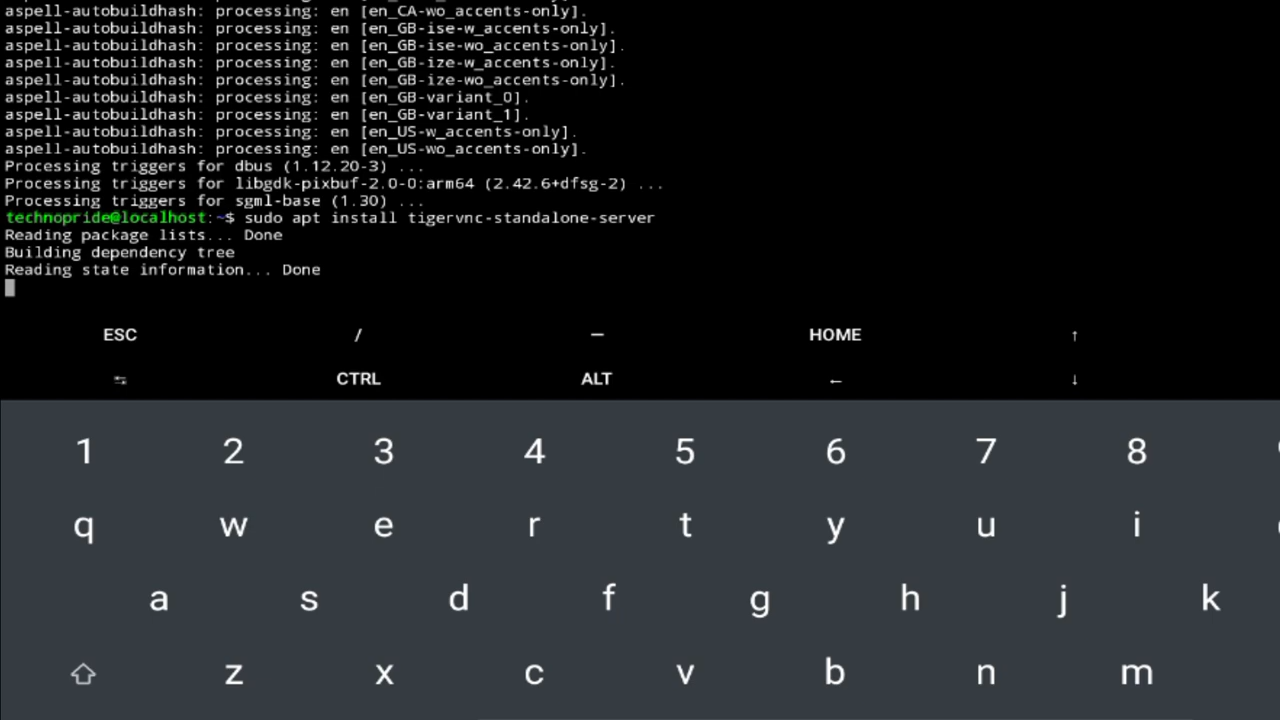 aspell-autobuildhash: processing: en [en_CA-wo_accents-only].
aspell-autobuildhash: processing: en [en_GB-ise-w_accents-only].
aspell-autobuildhash: processing: en [en_GB-ise-wo_accents-only].
aspell-autobuildhash: processing: en [en_GB-ize-w_accents-only].
aspell-autobuildhash: processing: en [en_GB-ize-wo_accents-only].
aspell-autobuildhash: processing: en [en_GB-variant_0].
aspell-autobuildhash: processing: en [en_GB-variant_1].
aspell-autobuildhash: processing: en [en_US-w_accents-only].
aspell-autobuildhash: processing: en [en_US-wo_accents-only].
Processing triggers for dbus (1.12.20-3) ...
Processing triggers for libgdk-pixbuf-2.0-0:arm64 (2.42.6+dfsg-2) ...
Processing triggers for sgml-base (1.30) ...
technopride@localhost:~$ sudo apt install tigervnc-standalone-server
Reading package lists... Done
Building dependency tree
Reading state information... Done
ESC / — HOME ↑
⇆ CTRL ALT ← ↓
1 2 3 4 5 6 7 8
q w e r t y u i
a s d f g h j k
z x c v b n m